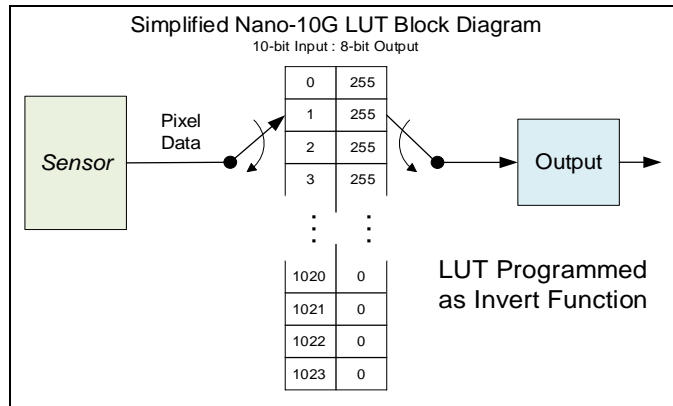 Simplified Nano-10G LUT Block Diagram
10-bit Input : 8-bit Output
Sensor
Pixel
Data
0 255
1 255
2 255
3 255
1020 0
1021 0
1022 0
1023 0
Output
LUT Programmed
as Invert Function